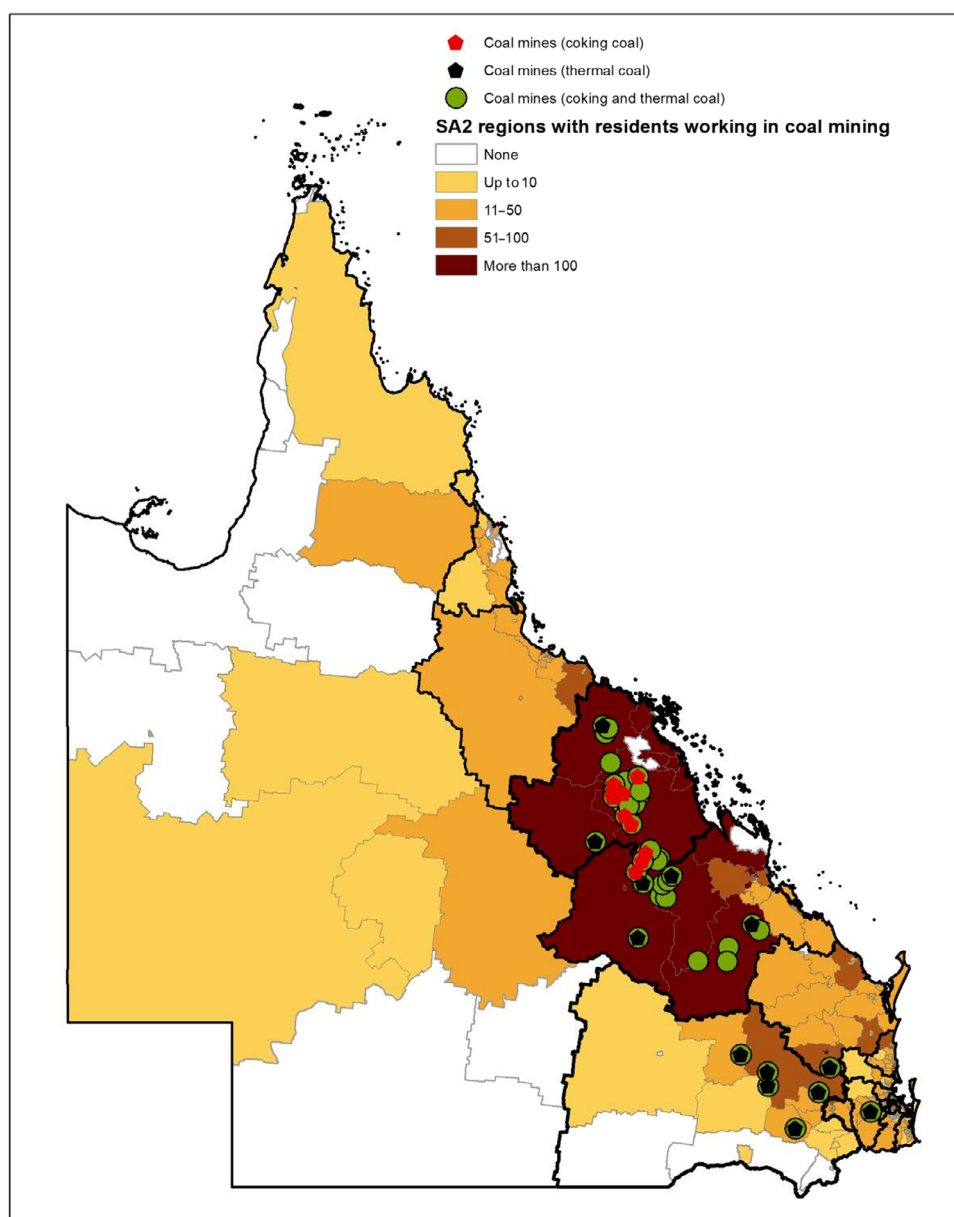 Coal mines (coking coal)
Coal mines (thermal coal)
Coal mines (coking and thermal coal)
SA2 regions with residents working in coal mining
None
Up to 10
11–50
51–100
More than 100